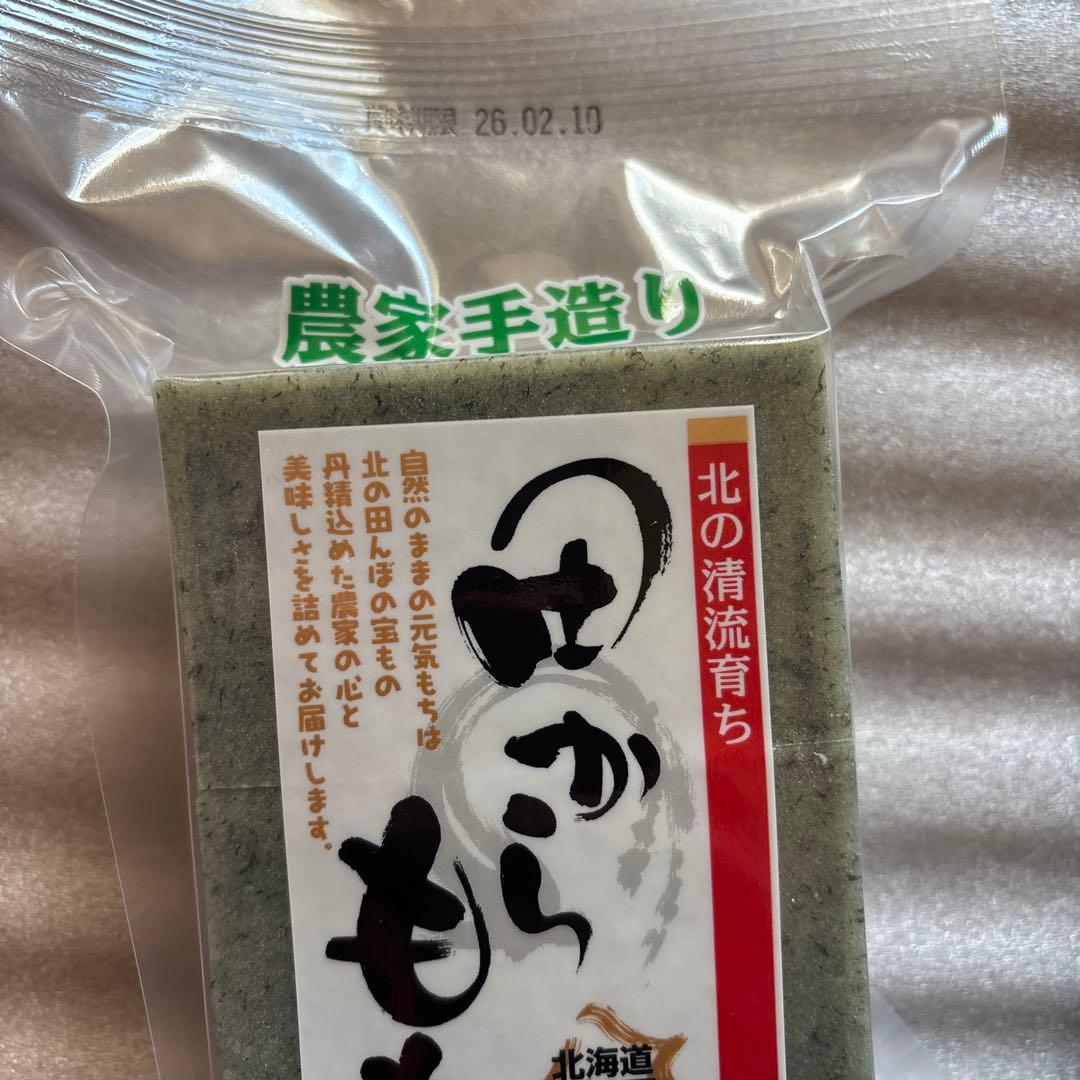 賞味期限 26.02.10
農家手造り
北の清流育ち
田からもち
自然のままの元気もちは
北の田んぼの宝もの
丹精込めた農家の心と
美味しさを詰めてお届けします。
北海道